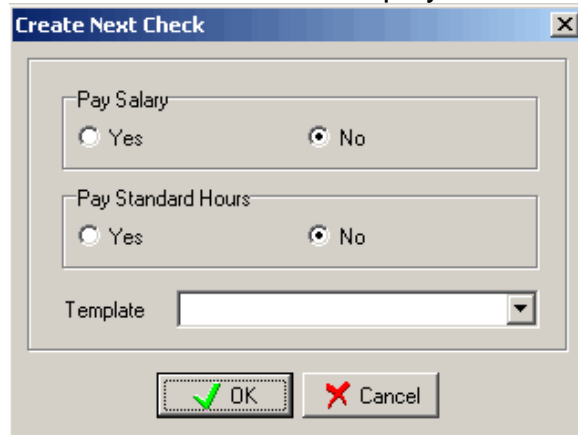 Create Next Check
Pay Salary
Yes No
Pay Standard Hours
Yes No
Template
OK Cancel